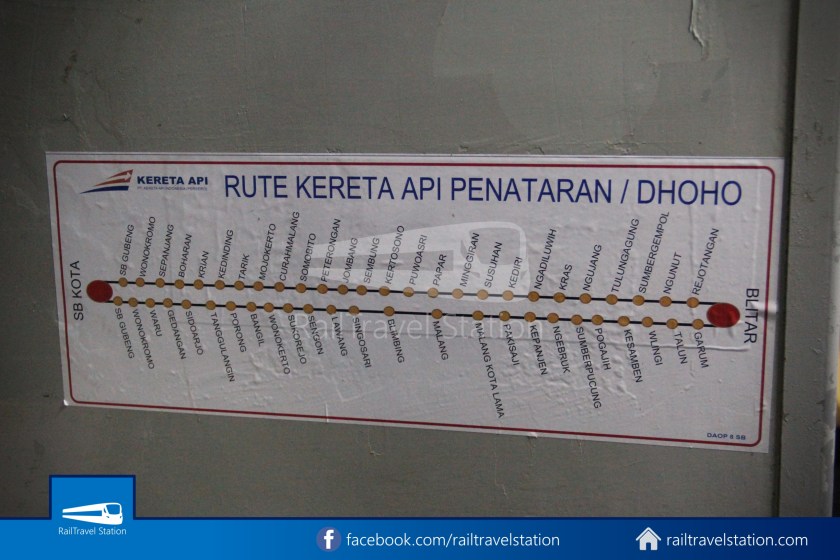 KERETA API
RUTE KERETA API PENATARAN / DHOHO
SB KOTA
SB GUBENG
WONOKROMO
SEPANJANG
BOHARAN
KRIAN
KEDINDING
TARIK
MOJOKERTO
CURAHMALANG
SOMOBITO
PETERONGAN
JOMBANG
SEMBUNG
KERTOSONO
PUWOASRI
PAPAR
MINGGIRAN
SUSUHAN
KEDIRI
NGADILUWIH
KRAS
NGUJANG
TULUNGAGUNG
SUMBERGEMPOL
NGUNUT
REJOTANGAN
BLITAR
SB GUBENG
WONOKROMO
WARU
GEDANGAN
SIDOARJO
TANGGULANGIN
PORONG
BANGIL
WONOKERTO
SUKOREJO
SENGON
LAWANG
SINGOSARI
BLIMBING
MALANG
MALANG KOTA LAMA
PAKISAJI
KEPANJEN
NGEBRUK
SUMBERPUCUNG
POGAJIH
KESAMBEN
WLINGI
TALUN
GARUM
DAOP 8 SB
RailTravel Station
RailTravel Station
facebook.com/railtravelstation
railtravelstation.com